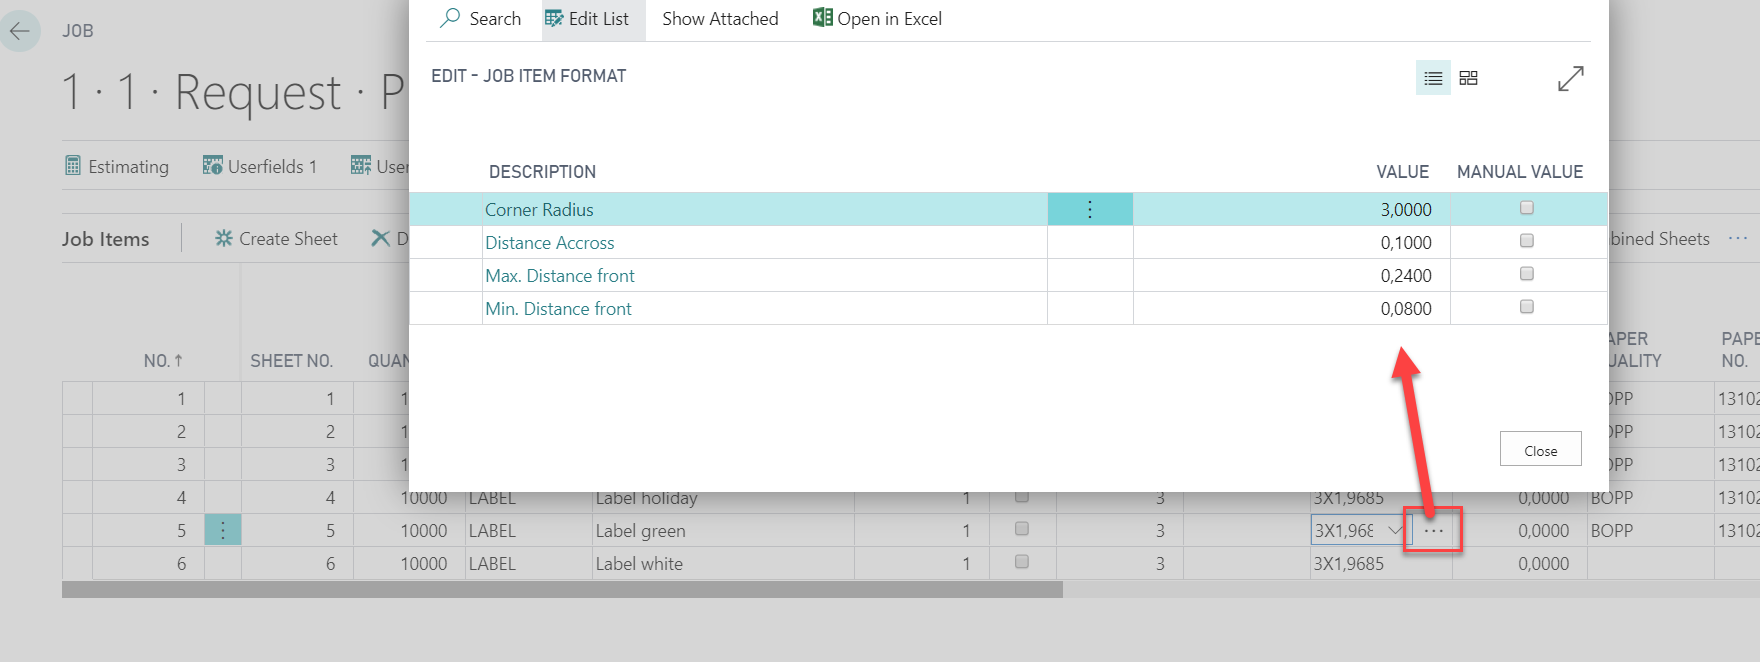 Search Edit List Show Attached Open in Excel
JOB
1 · 1 · Request · P
EDIT - JOB ITEM FORMAT
Estimating Userfields 1 User
DESCRIPTION VALUE MANUAL VALUE
Corner Radius 3,0000
Distance Accross 0,1000
Max. Distance front 0,2400
Min. Distance front 0,0800
Job Items Create Sheet D bined Sheets ...
NO. ↑ SHEET NO. QUAN APER UALITY PAPE NO.
1 1 1 OPP 13102
2 2 1 OPP 13102
3 3 1 OPP 13102
Close
4 4 10000 LABEL Label holiday 1 3 3X1,9685 0,0000 BOPP 13102
5 5 10000 LABEL Label green 1 3 3X1,968 ... 0,0000 BOPP 13102
6 6 10000 LABEL Label white 1 3 3X1,9685 0,0000